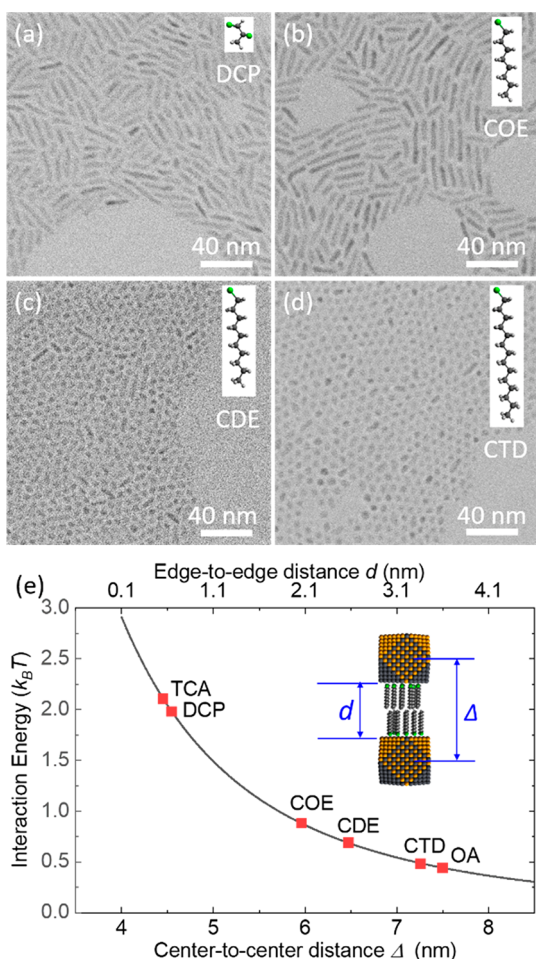 (a)
DCP
40 nm
(b)
COE
40 nm
(c)
CDE
40 nm
(d)
CTD
40 nm
(e)
Edge-to-edge distance d (nm)
0.1 1.1 2.1 3.1 4.1
3.0
2.5
2.0
1.5
1.0
0.5
0.0
Interaction Energy (kBT)
TCA
DCP
COE
CDE
CTD
OA
d
Δ
4 5 6 7 8
Center-to-center distance Δ (nm)